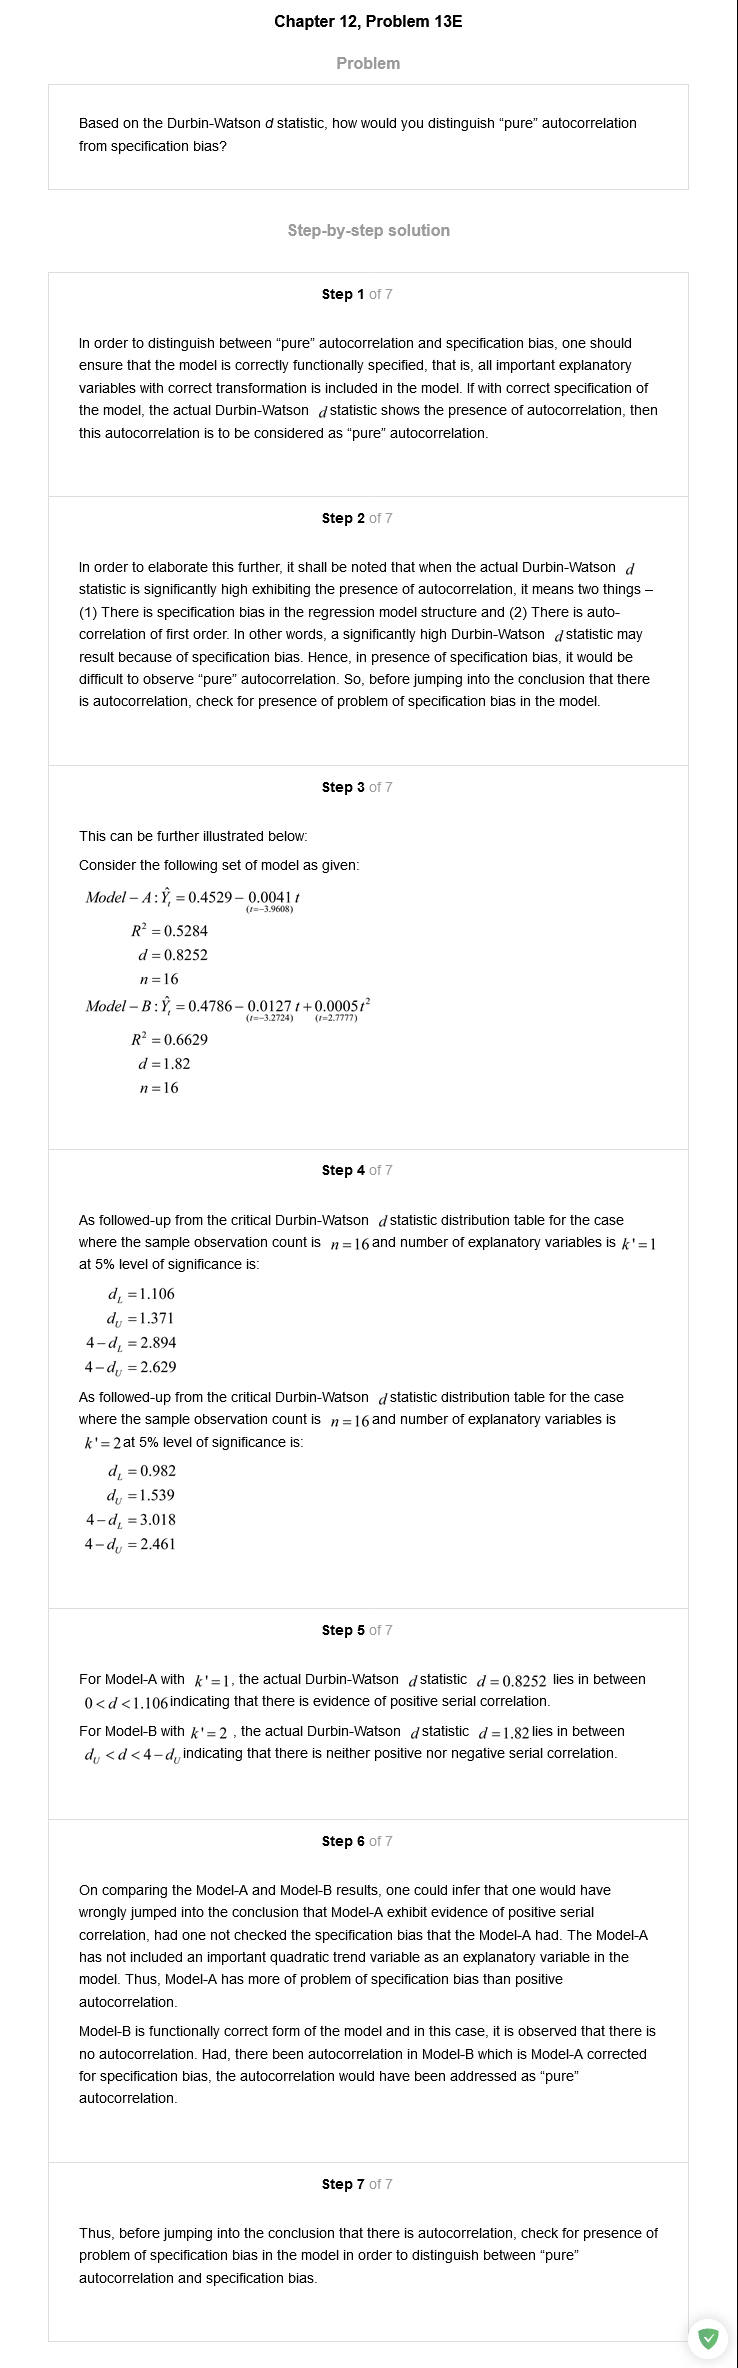 Chapter 12, Problem 13E
Problem
Based on the Durbin-Watson d statistic, how would you distinguish “pure” autocorrelation
from specification bias?
Step-by-step solution
Step 1 of 7
In order to distinguish between “pure” autocorrelation and specification bias, one should
ensure that the model is correctly functionally specified, that is, all important explanatory
variables with correct transformation is included in the model. If with correct specification of
the model, the actual Durbin-Watson d statistic shows the presence of autocorrelation, then
this autocorrelation is to be considered as “pure” autocorrelation.
Step 2 of 7
In order to elaborate this further, it shall be noted that when the actual Durbin-Watson d
statistic is significantly high exhibiting the presence of autocorrelation, it means two things –
(1) There is specification bias in the regression model structure and (2) There is auto-
correlation of first order. In other words, a significantly high Durbin-Watson d statistic may
result because of specification bias. Hence, in presence of specification bias, it would be
difficult to observe “pure” autocorrelation. So, before jumping into the conclusion that there
is autocorrelation, check for presence of problem of specification bias in the model.
Step 3 of 7
This can be further illustrated below:
Consider the following set of model as given:
Model – A : Ŷₜ = 0.4529 – 0.0041 t
(t=–3.9608)
R² = 0.5284
d = 0.8252
n = 16
Model – B : Ŷₜ = 0.4786 – 0.0127 t + 0.0005 t²
(t=–3.2724) (t=2.7777)
R² = 0.6629
d = 1.82
n = 16
Step 4 of 7
As followed-up from the critical Durbin-Watson d statistic distribution table for the case
where the sample observation count is n = 16 and number of explanatory variables is k' = 1
at 5% level of significance is:
d_L = 1.106
d_U = 1.371
4 – d_L = 2.894
4 – d_U = 2.629
As followed-up from the critical Durbin-Watson d statistic distribution table for the case
where the sample observation count is n = 16 and number of explanatory variables is
k' = 2 at 5% level of significance is:
d_L = 0.982
d_U = 1.539
4 – d_L = 3.018
4 – d_U = 2.461
Step 5 of 7
For Model-A with k' = 1, the actual Durbin-Watson d statistic d = 0.8252 lies in between
0 < d < 1.106 indicating that there is evidence of positive serial correlation.
For Model-B with k' = 2 , the actual Durbin-Watson d statistic d = 1.82 lies in between
d_U < d < 4 – d_U indicating that there is neither positive nor negative serial correlation.
Step 6 of 7
On comparing the Model-A and Model-B results, one could infer that one would have
wrongly jumped into the conclusion that Model-A exhibit evidence of positive serial
correlation, had one not checked the specification bias that the Model-A had. The Model-A
has not included an important quadratic trend variable as an explanatory variable in the
model. Thus, Model-A has more of problem of specification bias than positive
autocorrelation.
Model-B is functionally correct form of the model and in this case, it is observed that there is
no autocorrelation. Had, there been autocorrelation in Model-B which is Model-A corrected
for specification bias, the autocorrelation would have been addressed as “pure”
autocorrelation.
Step 7 of 7
Thus, before jumping into the conclusion that there is autocorrelation, check for presence of
problem of specification bias in the model in order to distinguish between “pure”
autocorrelation and specification bias.